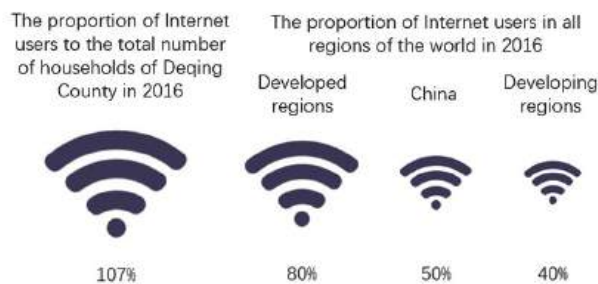 The proportion of Internet
users to the total number
of households of Deqing
County in 2016
The proportion of Internet users in all
regions of the world in 2016
Developed
regions
China
Developing
regions
107%
80%
50%
40%